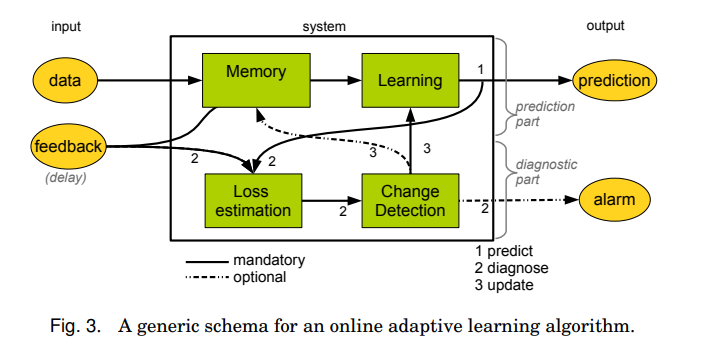 input
system
output
data
Memory
Learning
1
prediction
prediction
part
feedback
(delay)
2
2
3
3
diagnostic
part
Loss
estimation
2
Change
Detection
2
alarm
mandatory
optional
1 predict
2 diagnose
3 update
Fig. 3. A generic schema for an online adaptive learning algorithm.